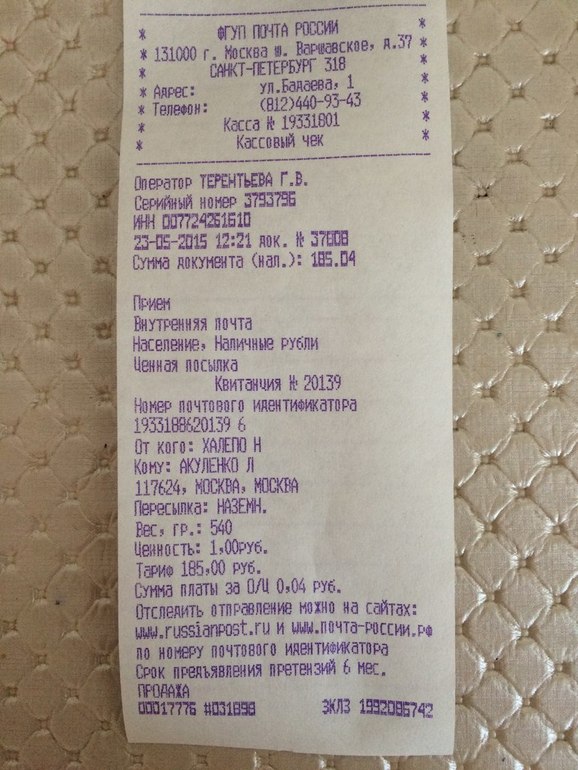 * ФГУП ПОЧТА РОССИИ *
* 131000 г. Москва ш. Варшавское, д.37 *
* САНКТ-ПЕТЕРБУРГ 318 *
* Адрес: ул.Бадаева, 1 *
* Телефон: (812)440-93-43 *
* Касса № 19331801 *
* Кассовый чек *
Оператор ТЕРЕНТЬЕВА Г.В.
Серийный номер 3793796
ИНН 007724261610
23-05-2015 12:21 док. № 37608
Сумма документа (нал.): 185.04
Прием
Внутренняя почта
Население, Наличные рубли
Ценная посылка
Квитанция № 20139
Номер почтового идентификатора
1933188620139 6
От кого: ХАЛЕПО Н
Кому: АКУЛЕНКО Л
117624, МОСКВА, МОСКВА
Пересылка: НАЗЕМН.
Вес, гр.: 540
Ценность: 1,00руб.
Тариф 185,00 руб.
Сумма платы за О/Ц 0,04 руб.
Отследить отправление можно на сайтах:
www.russianpost.ru и www.почта-россии.рф
по номеру почтового идентификатора
Срок предъявления претензий 6 мес.
ПРОДАЖА
00017776 #031898 ЭКЛЗ 1992086742